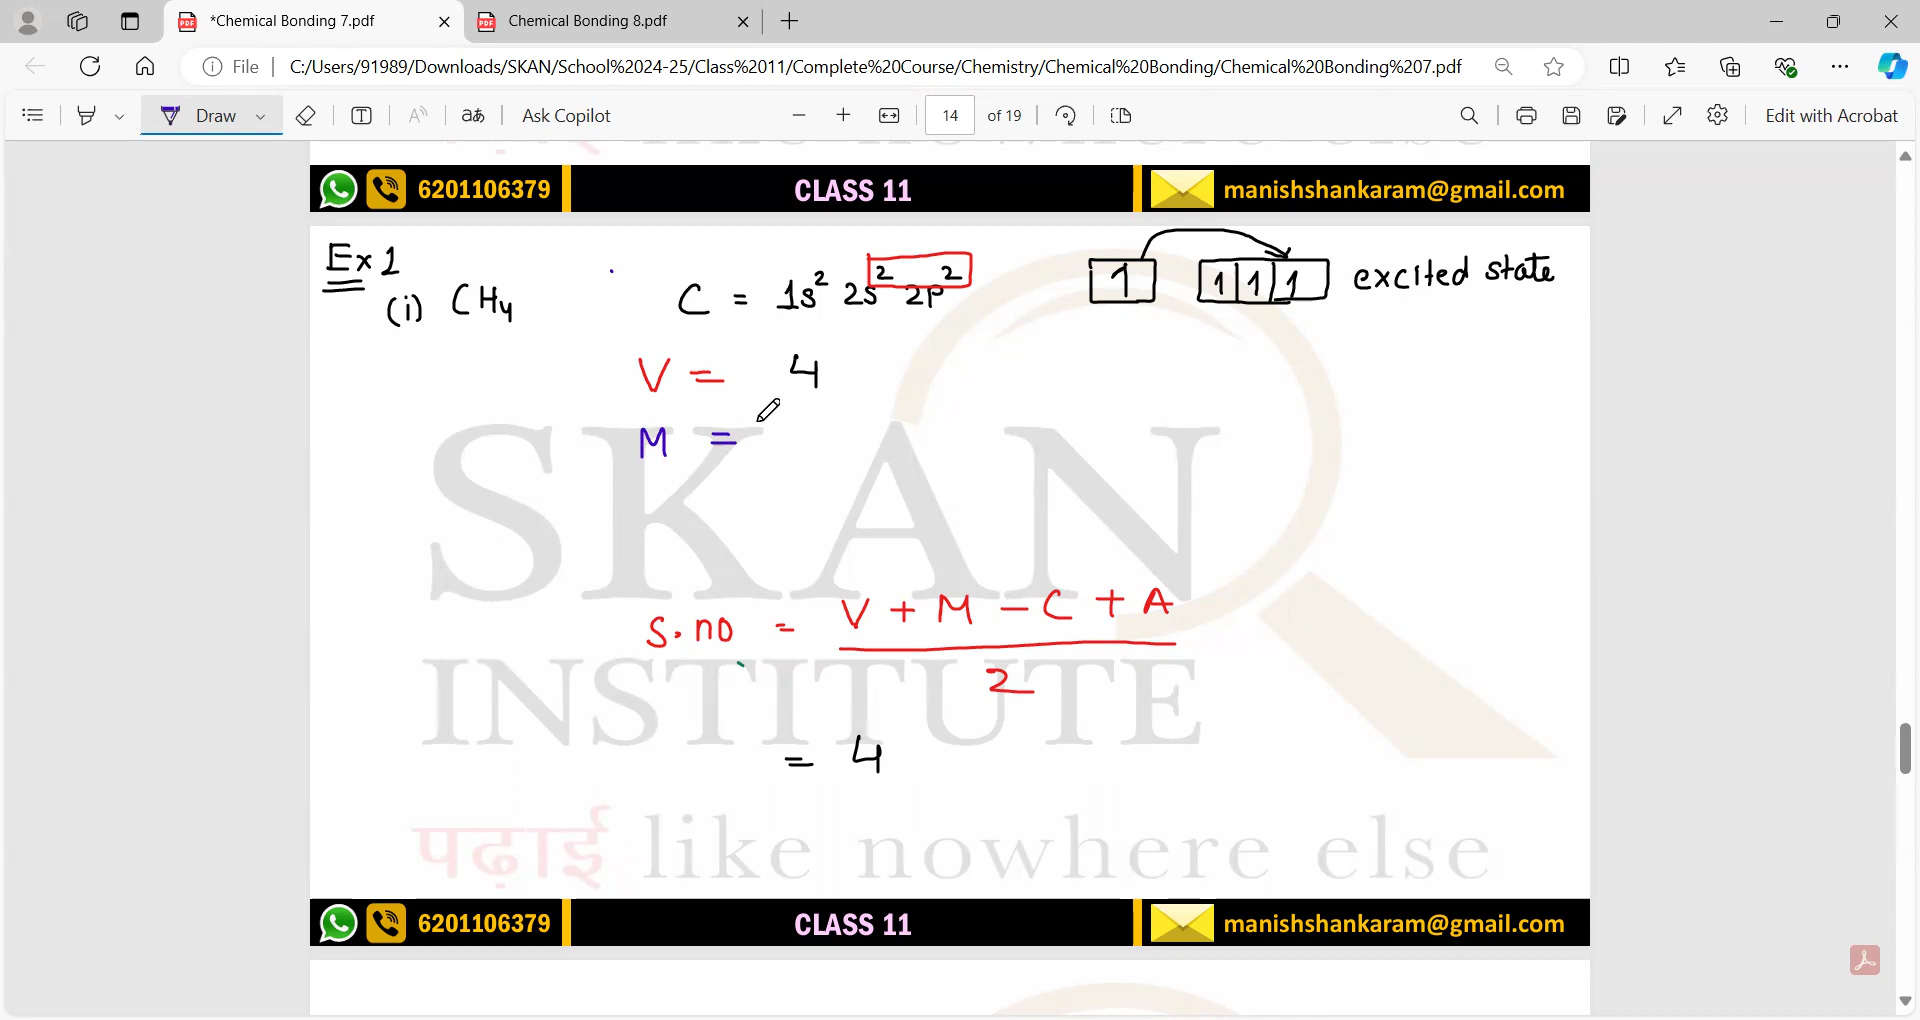 *Chemical Bonding 7.pdf
Chemical Bonding 8.pdf
File
C:/Users/91989/Downloads/SKAN/School%2024-25/Class%2011/Complete%20Course/Chemistry/Chemical%20Bonding/Chemical%20Bonding%207.pdf
Draw
Ask Copilot
14 of 19
Edit with Acrobat
6201106379 CLASS 11 manishshankaram@gmail.com
Ex 1
(i) CH₄ C = 1s² 2s² 2p² 1 1 1 1 excited state
V = 4
M =
SKAN
S.no = V + M - C + A
2
INSTITUTE
= 4
पढ़ाई like nowhere else
6201106379 CLASS 11 manishshankaram@gmail.com